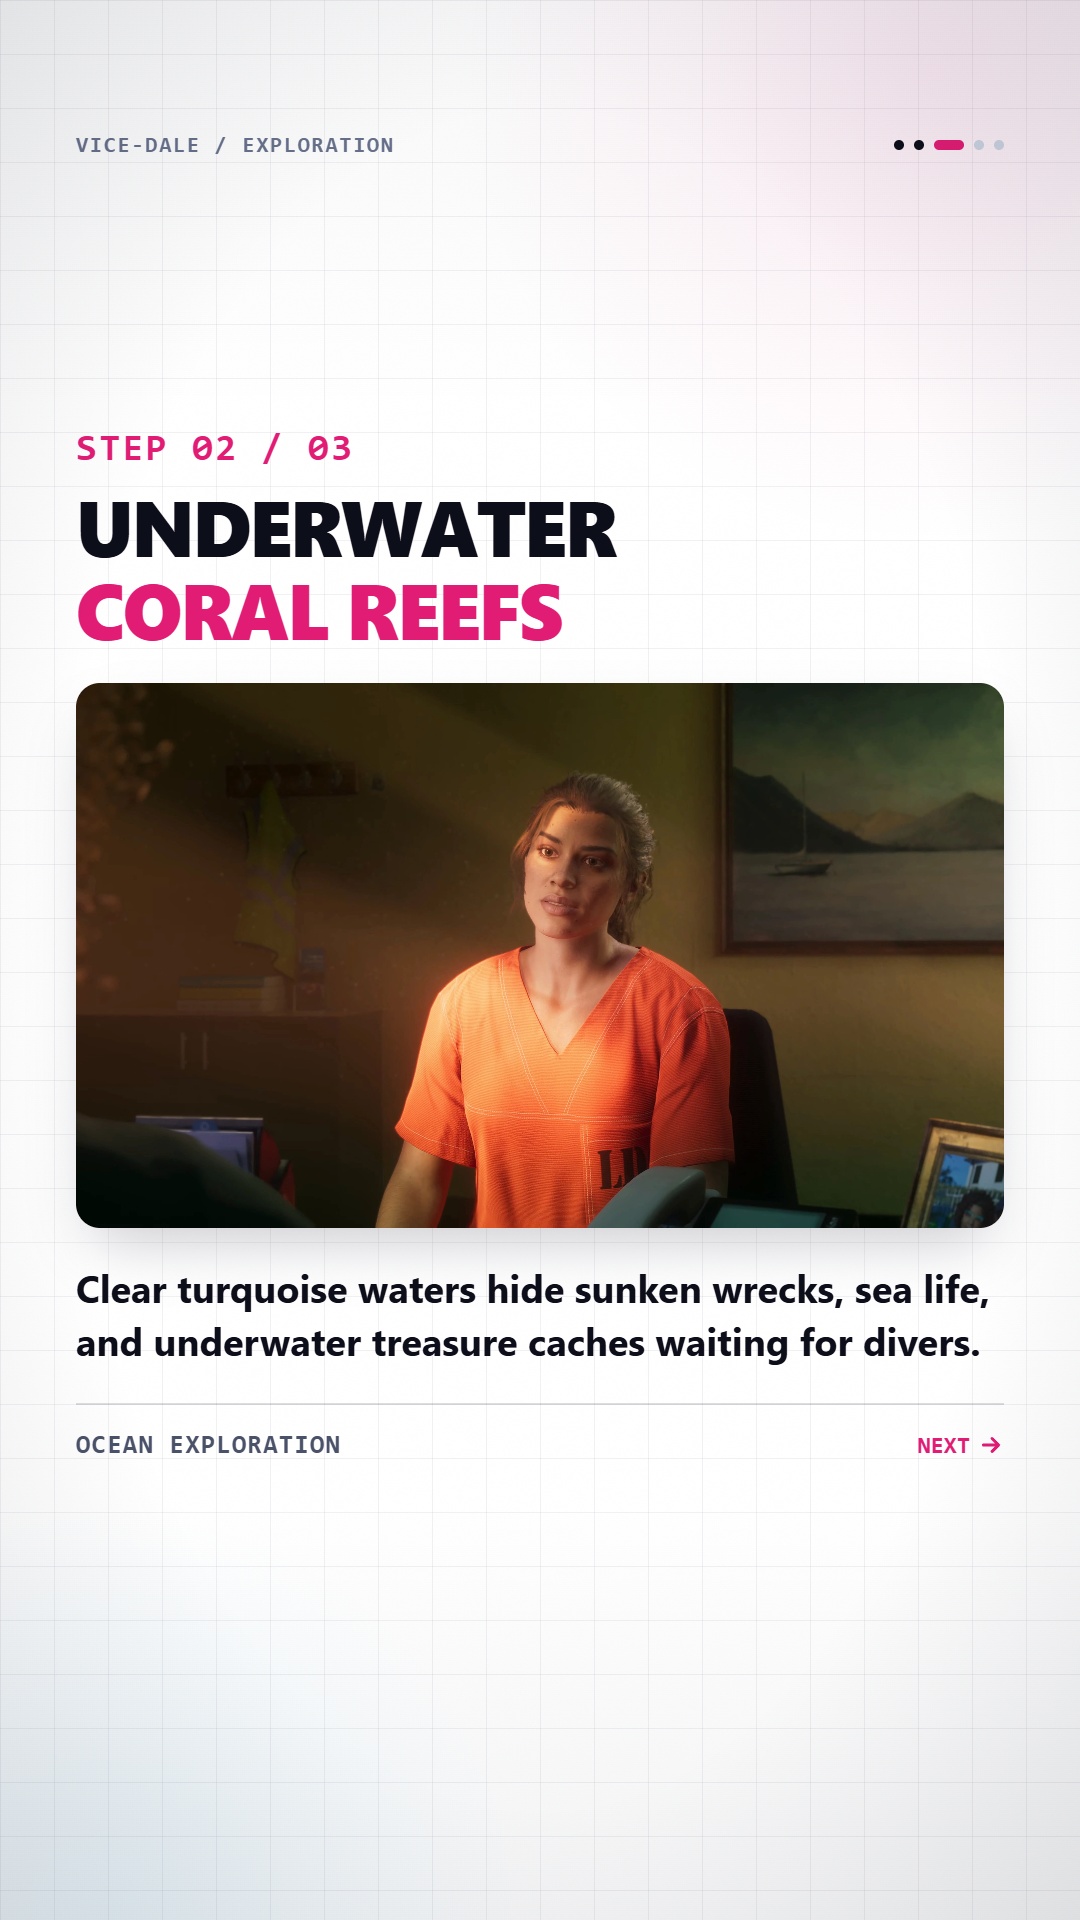 VICE-DALE / EXPLORATION
STEP 02 / 03
UNDERWATER
CORAL REEFS
LD
Clear turquoise waters hide sunken wrecks, sea life,
and underwater treasure caches waiting for divers.
OCEAN EXPLORATION
NEXT →